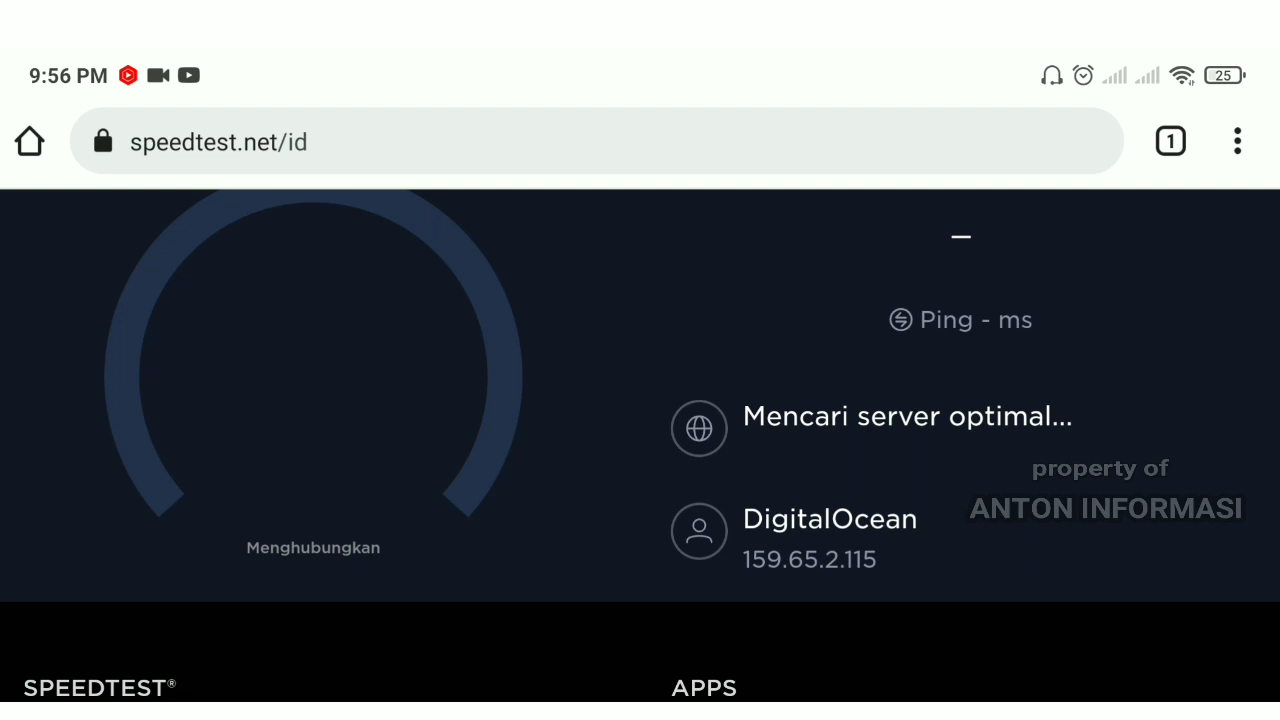 9:56 PM
25
speedtest.net/id
1
–
Ping - ms
Mencari server optimal...
property of
ANTON INFORMASI
DigitalOcean
159.65.2.115
Menghubungkan
SPEEDTEST®
APPS